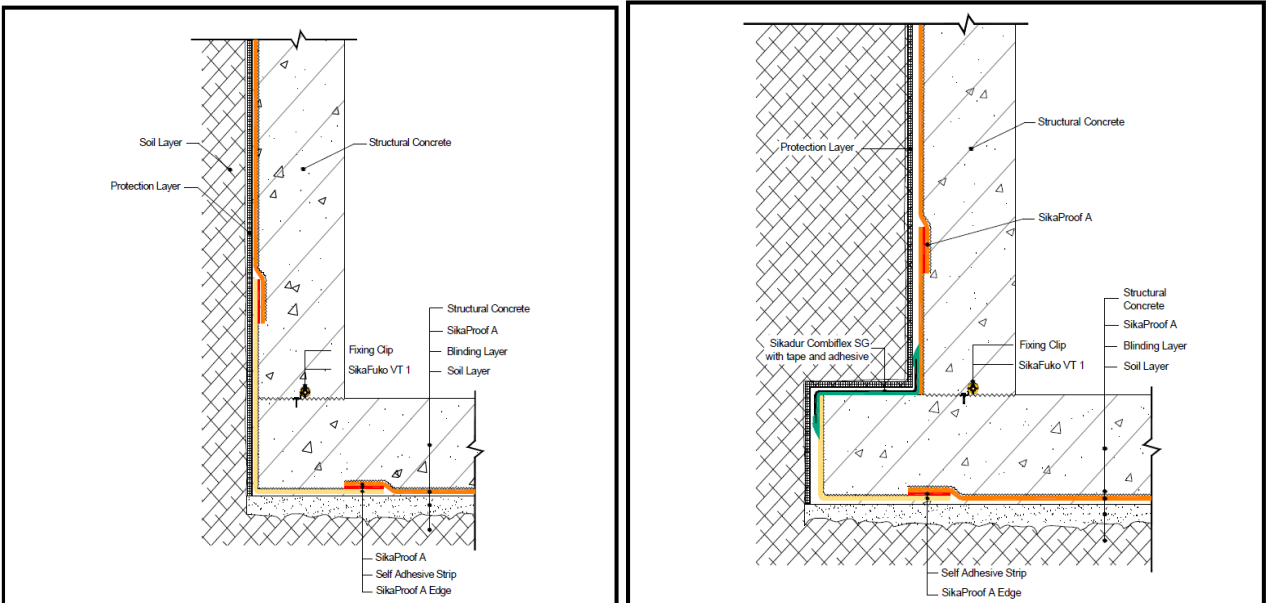 Soil Layer
Structural Concrete
Protection Layer
Structural Concrete
SikaProof A
Blinding Layer
Soil Layer
Fixing Clip
SikaFuko VT 1
SikaProof A
Self Adhesive Strip
SikaProof A Edge
Structural Concrete
Protection Layer
SikaProof A
Structural
Concrete
SikaProof A
Blinding Layer
Soil Layer
Sikadur Combiflex SG
with tape and adhesive
Fixing Clip
SikaFuko VT 1
Self Adhesive Strip
SikaProof A Edge